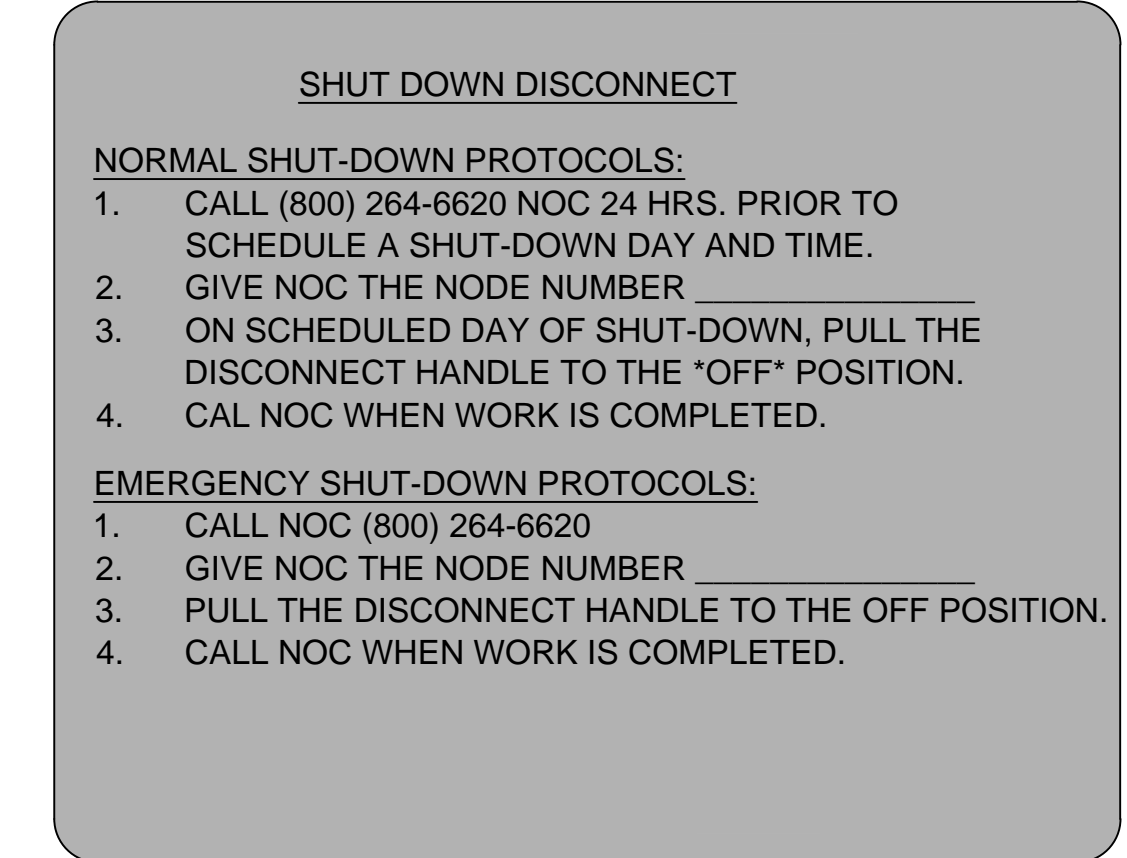 SHUT DOWN DISCONNECT
NORMAL SHUT-DOWN PROTOCOLS:
1. CALL (800) 264-6620 NOC 24 HRS. PRIOR TO
SCHEDULE A SHUT-DOWN DAY AND TIME.
2. GIVE NOC THE NODE NUMBER _______________
3. ON SCHEDULED DAY OF SHUT-DOWN, PULL THE
DISCONNECT HANDLE TO THE *OFF* POSITION.
4. CAL NOC WHEN WORK IS COMPLETED.
EMERGENCY SHUT-DOWN PROTOCOLS:
1. CALL NOC (800) 264-6620
2. GIVE NOC THE NODE NUMBER _______________
3. PULL THE DISCONNECT HANDLE TO THE OFF POSITION.
4. CALL NOC WHEN WORK IS COMPLETED.